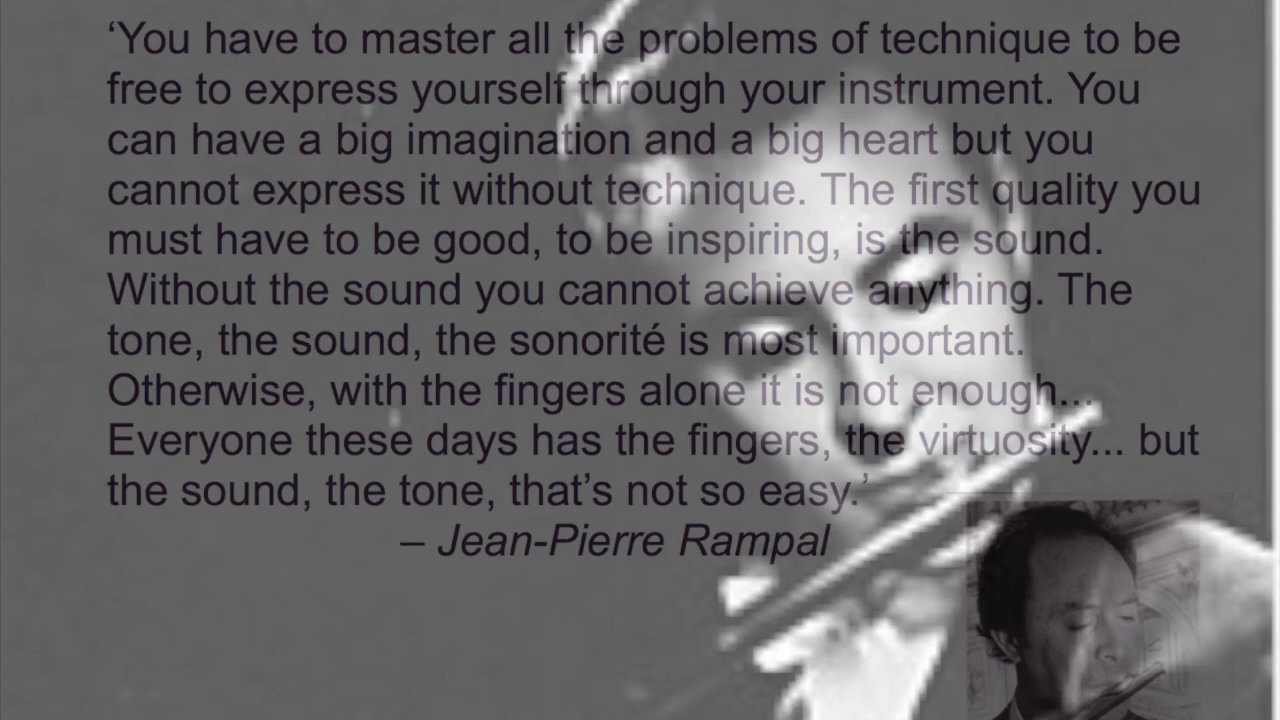 ‘You have to master all the problems of technique to be
free to express yourself through your instrument. You
can have a big imagination and a big heart but you
cannot express it without technique. The first quality you
must have to be good, to be inspiring, is the sound.
Without the sound you cannot achieve anything. The
tone, the sound, the sonorité is most important.
Otherwise, with the fingers alone it is not enough...
Everyone these days has the fingers, the virtuosity... but
the sound, the tone, that’s not so easy.’
– Jean-Pierre Rampal